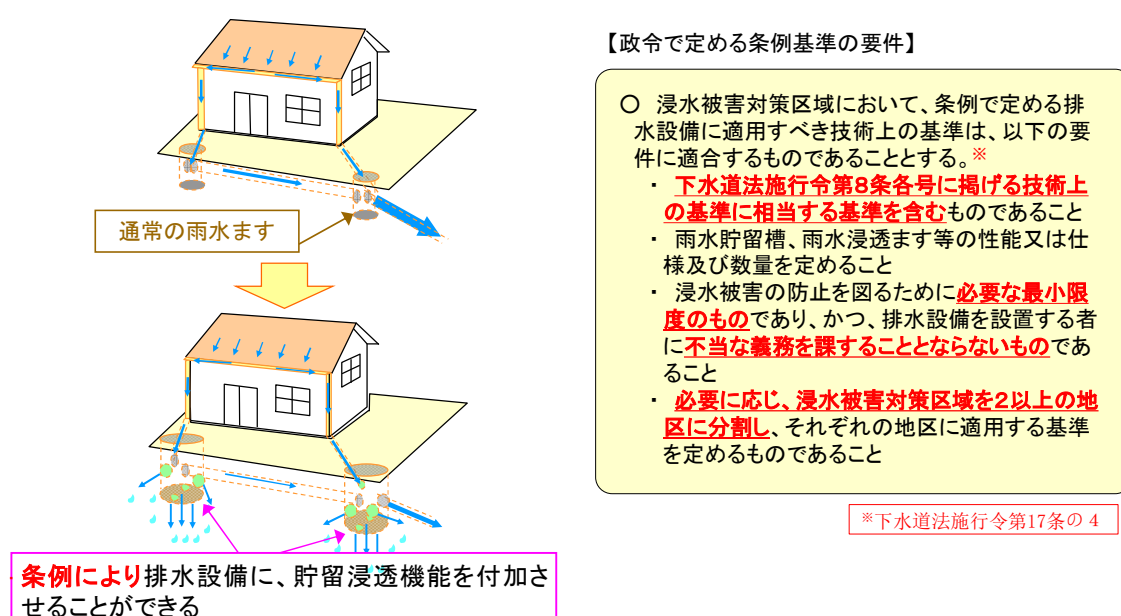 通常の雨水ます
条例により排水設備に、貯留浸透機能を付加さ
せることができる
【政令で定める条例基準の要件】
○ 浸水被害対策区域において、条例で定める排
水設備に適用すべき技術上の基準は、以下の要
件に適合するものであることとする。※
・ 下水道法施行令第8条各号に掲げる技術上
の基準に相当する基準を含むものであること
・ 雨水貯留槽、雨水浸透ます等の性能又は仕
様及び数量を定めること
・ 浸水被害の防止を図るために必要な最小限
度のものであり、かつ、排水設備を設置する者
に不当な義務を課することとならないものであ
ること
・ 必要に応じ、浸水被害対策区域を2以上の地
区に分割し、それぞれの地区に適用する基準
を定めるものであること
※下水道法施行令第17条の4